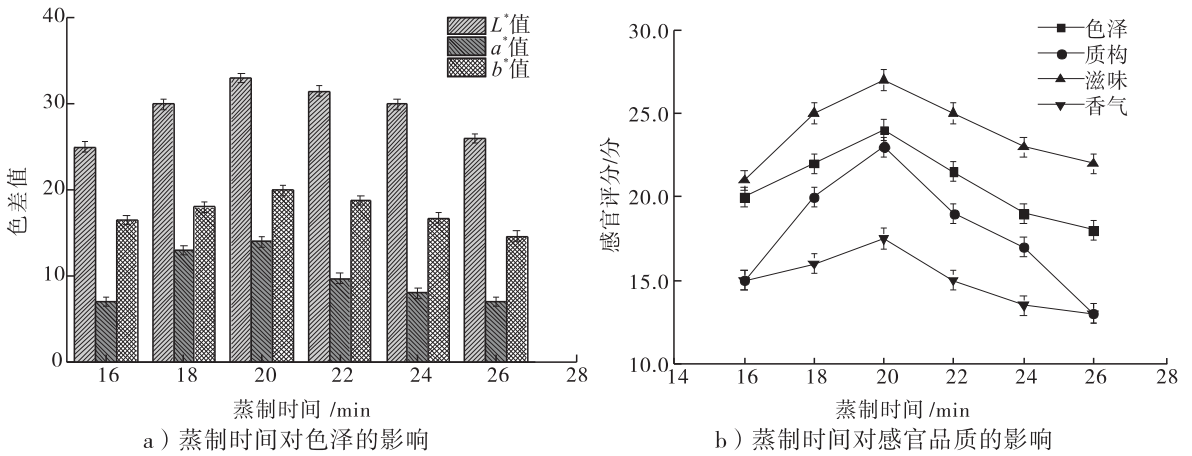 40
30
20
10
0
色差值
L*值
a*值
b*值
16 18 20 22 24 26 28
蒸制时间 /min
a）蒸制时间对色泽的影响
30.0
25.0
20.0
15.0
10.0
感官评分/分
色泽
质构
滋味
香气
14 16 18 20 22 24 26 28
蒸制时间 /min
b）蒸制时间对感官品质的影响